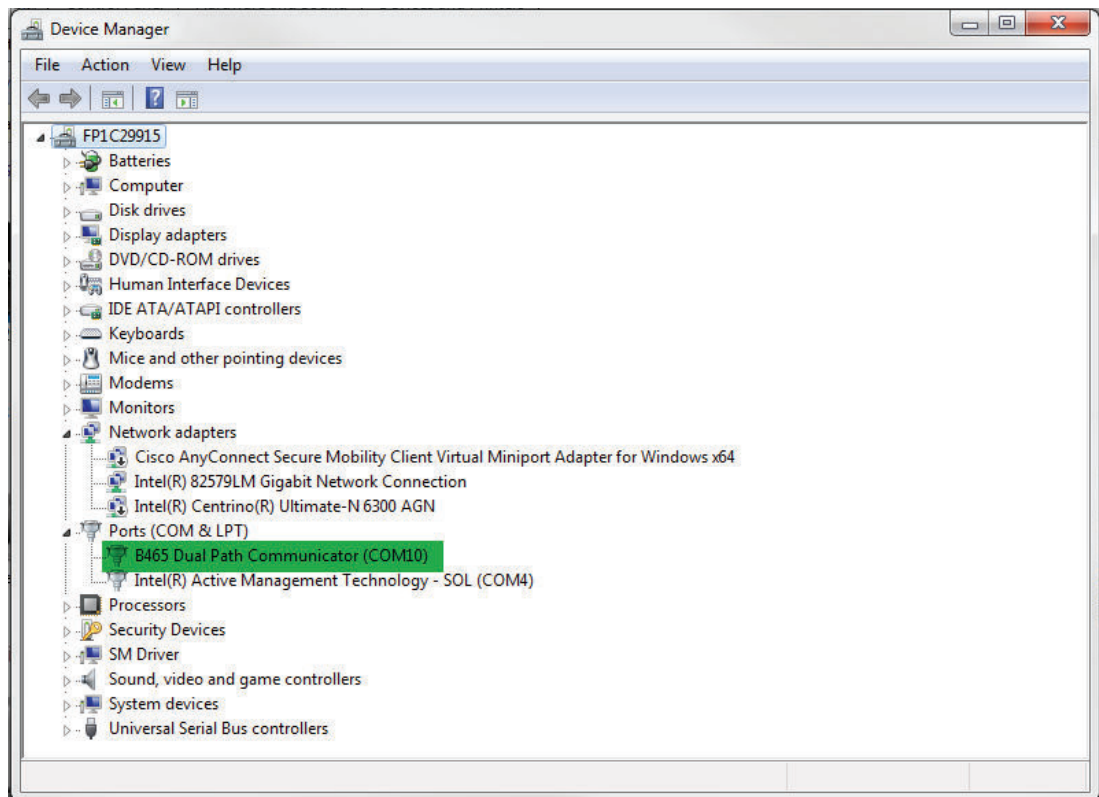 Device Manager
File Action View Help
FP1C29915
Batteries
Computer
Disk drives
Display adapters
DVD/CD-ROM drives
Human Interface Devices
IDE ATA/ATAPI controllers
Keyboards
Mice and other pointing devices
Modems
Monitors
Network adapters
Cisco AnyConnect Secure Mobility Client Virtual Miniport Adapter for Windows x64
Intel(R) 82579LM Gigabit Network Connection
Intel(R) Centrino(R) Ultimate-N 6300 AGN
Ports (COM & LPT)
B465 Dual Path Communicator (COM10)
Intel(R) Active Management Technology - SOL (COM4)
Processors
Security Devices
SM Driver
Sound, video and game controllers
System devices
Universal Serial Bus controllers